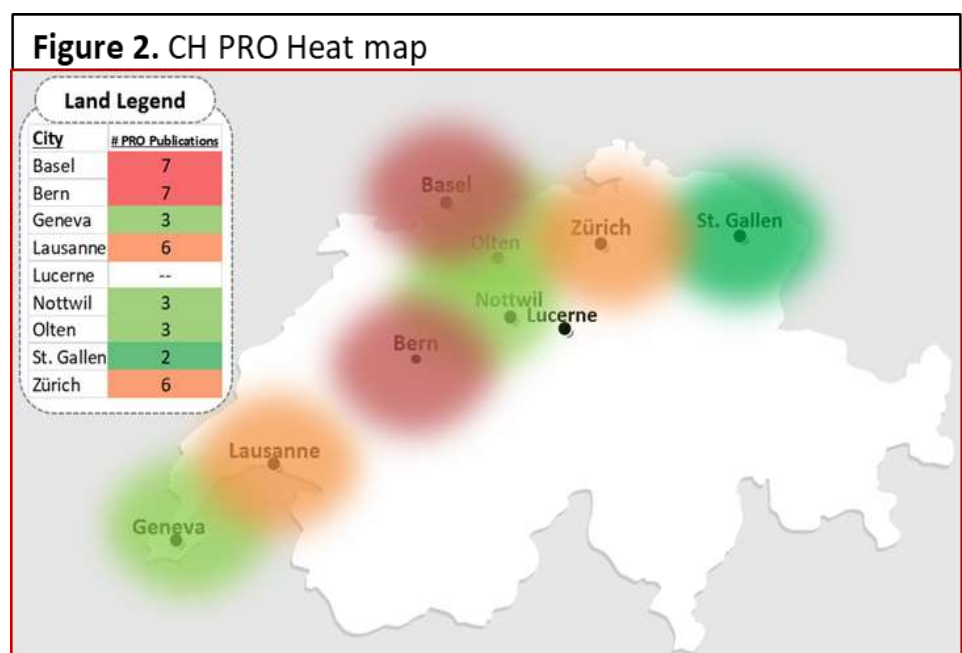 Figure 2. CH PRO Heat map
Land Legend
City # PRO Publications
Basel 7
Bern 7
Geneva 3
Lausanne 6
Lucerne --
Nottwil 3
Olten 3
St. Gallen 2
Zürich 6
Basel
Olten
Zürich
St. Gallen
Nottwil
Lucerne
Bern
Lausanne
Geneva